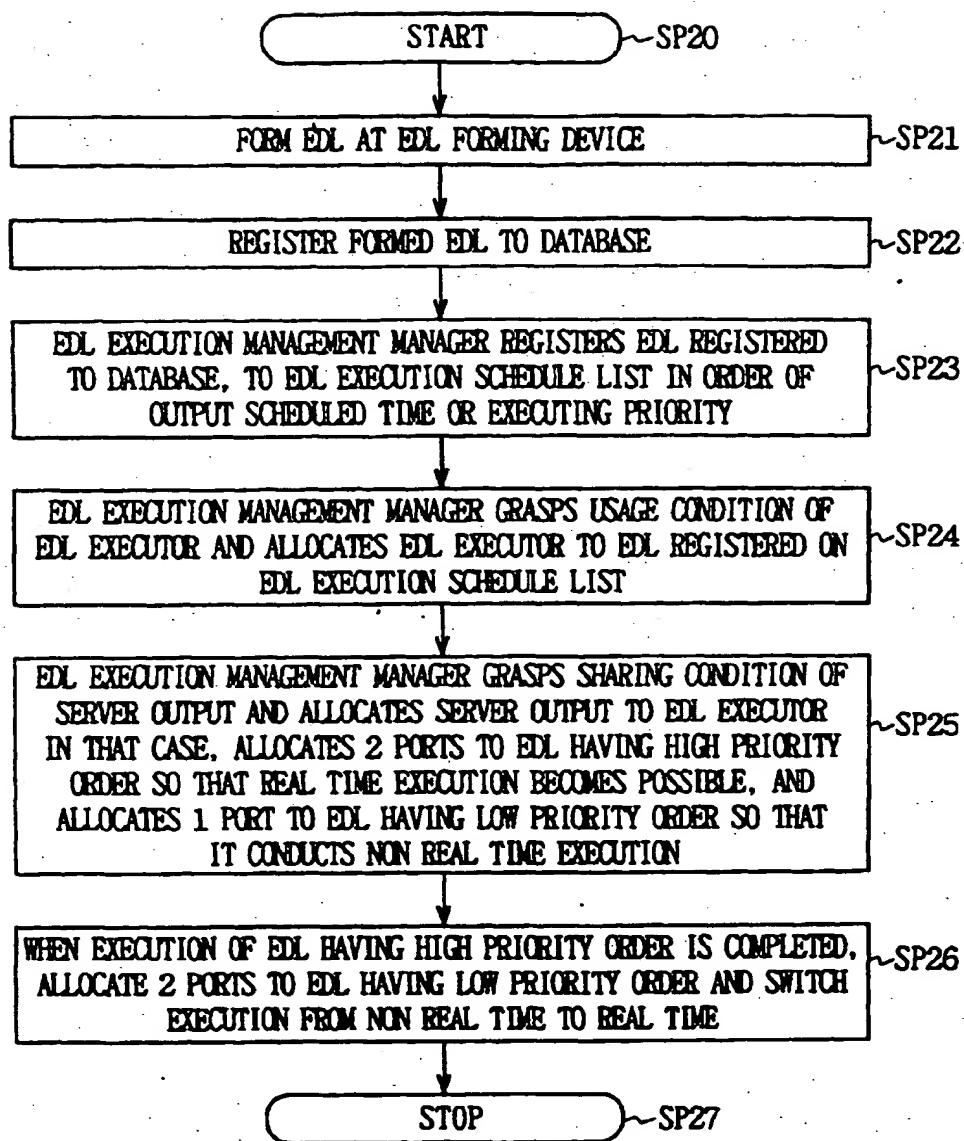 START
SP20
FORM EDL AT EDL FORMING DEVICE
SP21
REGISTER FORMED EDL TO DATABASE
SP22
EDL EXECUTION MANAGEMENT MANAGER REGISTERS EDL REGISTERED
TO DATABASE, TO EDL EXECUTION SCHEDULE LIST IN ORDER OF
OUTPUT SCHEDULED TIME OR EXECUTING PRIORITY
SP23
EDL EXECUTION MANAGEMENT MANAGER GRASPS USAGE CONDITION OF
EDL EXECUTOR AND ALLOCATES EDL EXECUTOR TO EDL REGISTERED ON
EDL EXECUTION SCHEDULE LIST
SP24
EDL EXECUTION MANAGEMENT MANAGER GRASPS SHARING CONDITION OF
SERVER OUTPUT AND ALLOCATES SERVER OUTPUT TO EDL EXECUTOR
IN THAT CASE, ALLOCATES 2 PORTS TO EDL HAVING HIGH PRIORITY
ORDER SO THAT REAL TIME EXECUTION BECOMES POSSIBLE, AND
ALLOCATES 1 PORT TO EDL HAVING LOW PRIORITY ORDER SO THAT
IT CONDUCTS NON REAL TIME EXECUTION
SP25
WHEN EXECUTION OF EDL HAVING HIGH PRIORITY ORDER IS COMPLETED,
ALLOCATE 2 PORTS TO EDL HAVING LOW PRIORITY ORDER AND SWITCH
EXECUTION FROM NON REAL TIME TO REAL TIME
SP26
STOP
SP27